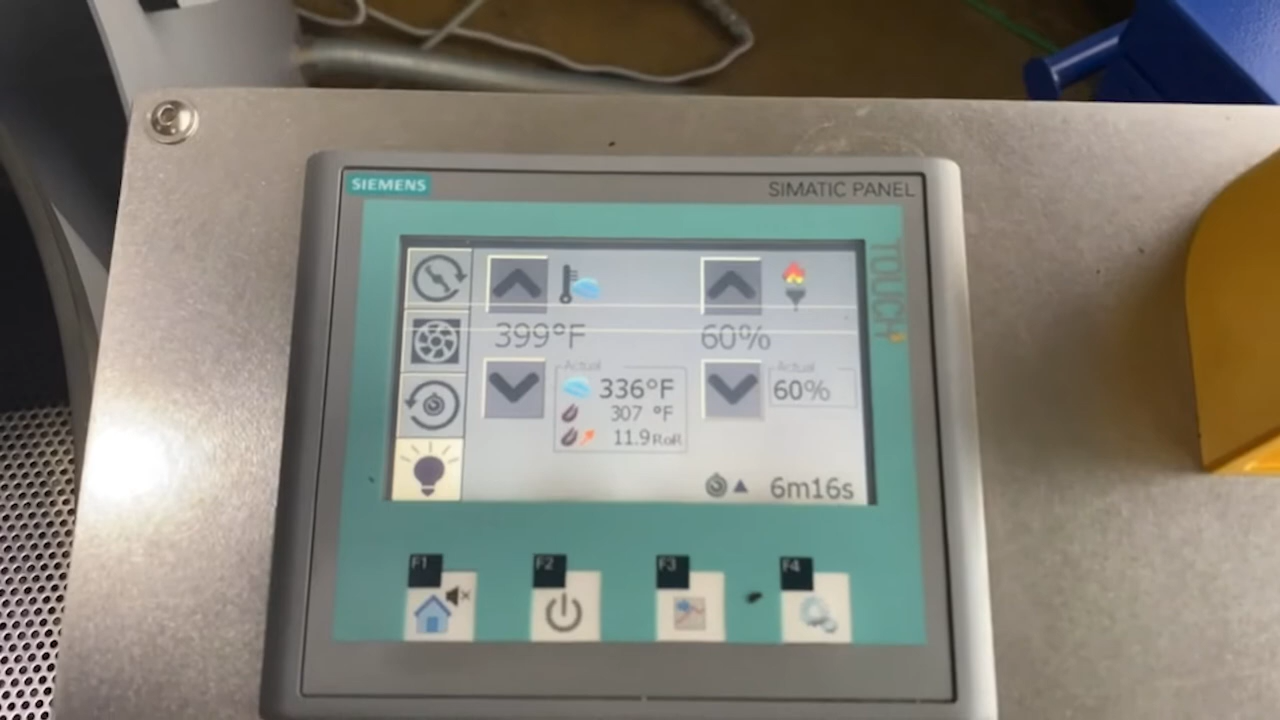 SIEMENS
SIMATIC PANEL
TOUCH
399°F
60%
Actual
336°F
307 °F
11.9 RoR
Actual
60%
6m16s
F1
F2
F3
F4